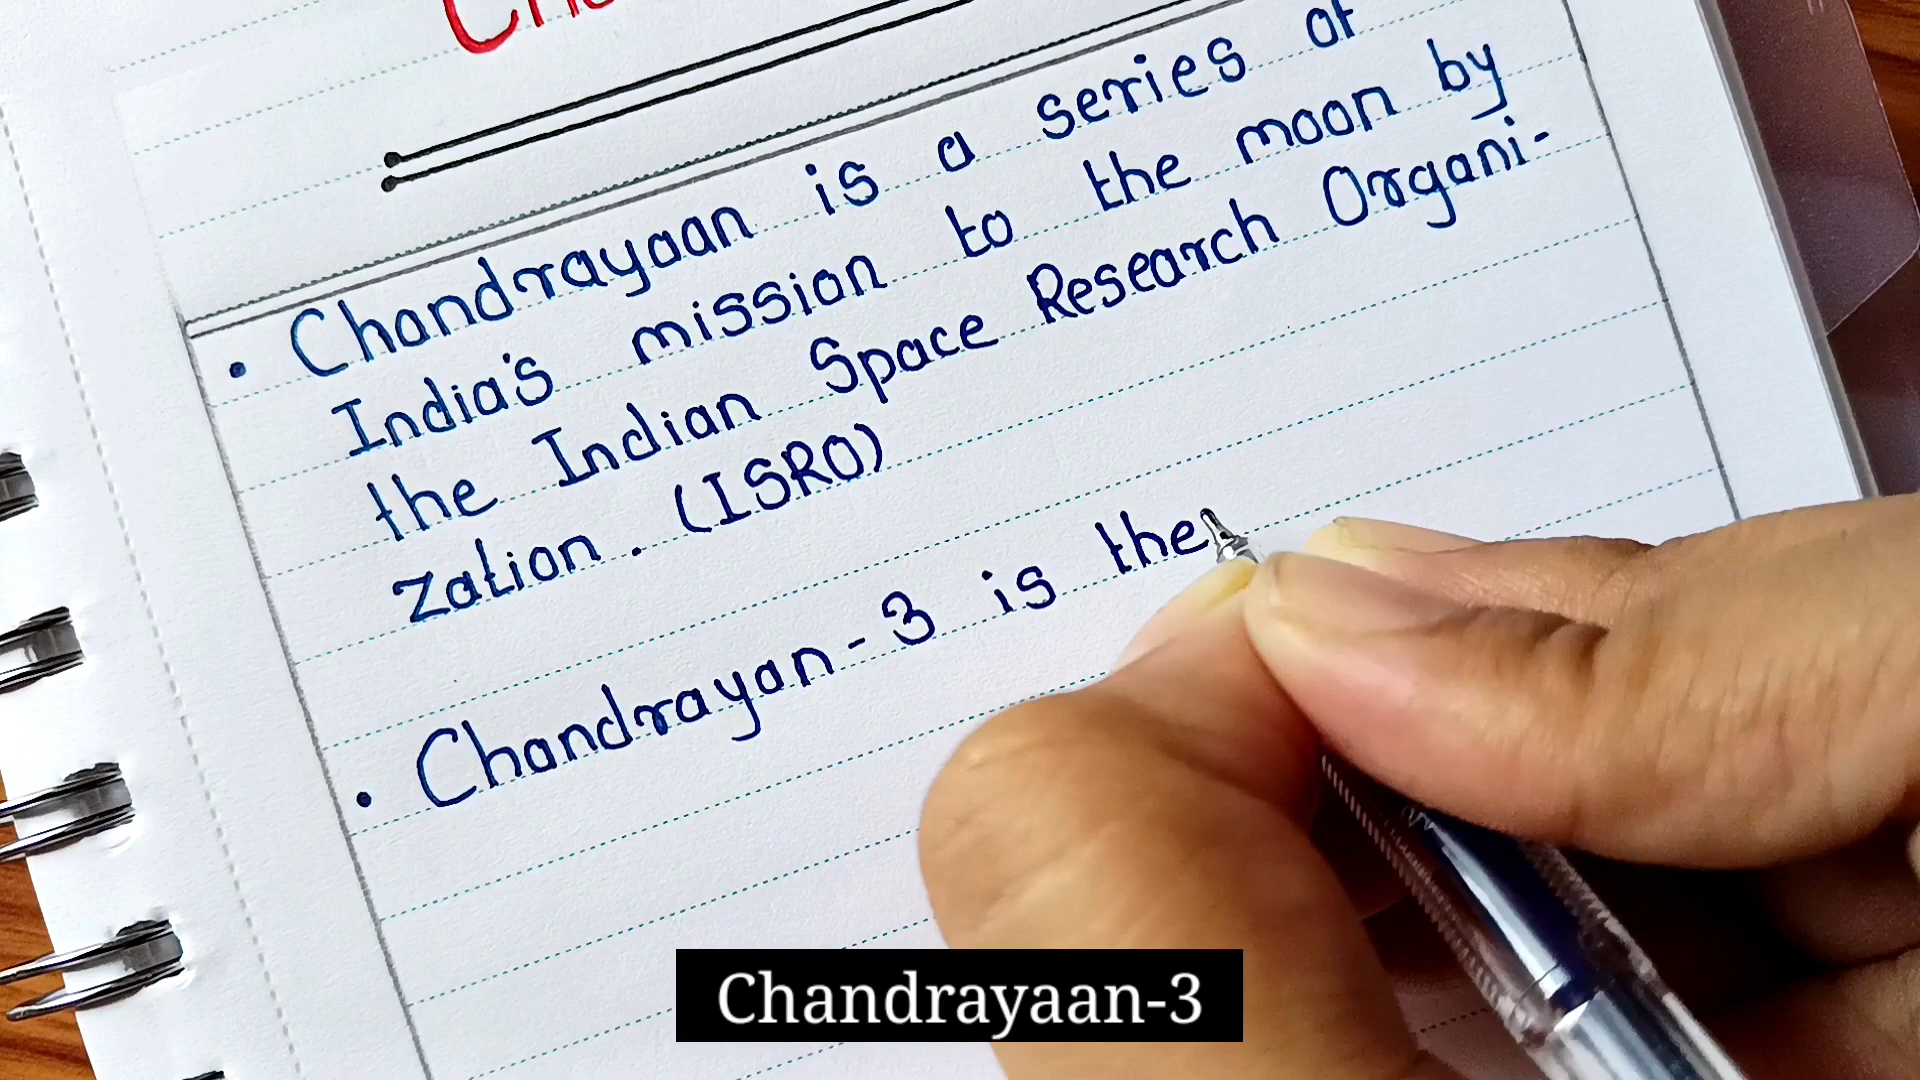 Cha
• Chandrayaan is a series of
India's mission to the moon by
the Indian Space Research Organi-
zation. (ISRO)
• Chandrayan-3 is the
Chandrayaan-3